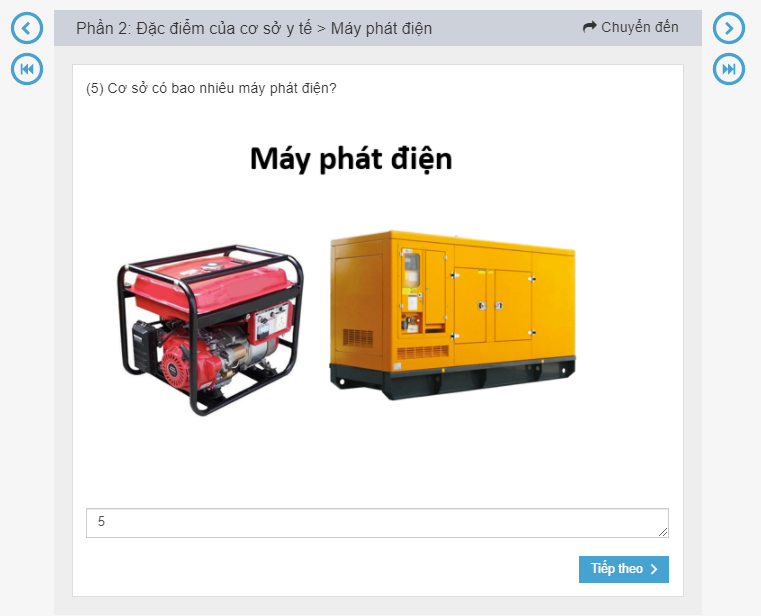 Phần 2: Đặc điểm của cơ sở y tế > Máy phát điện
Chuyển đến
(5) Cơ sở có bao nhiêu máy phát điện?
Máy phát điện
5
Tiếp theo